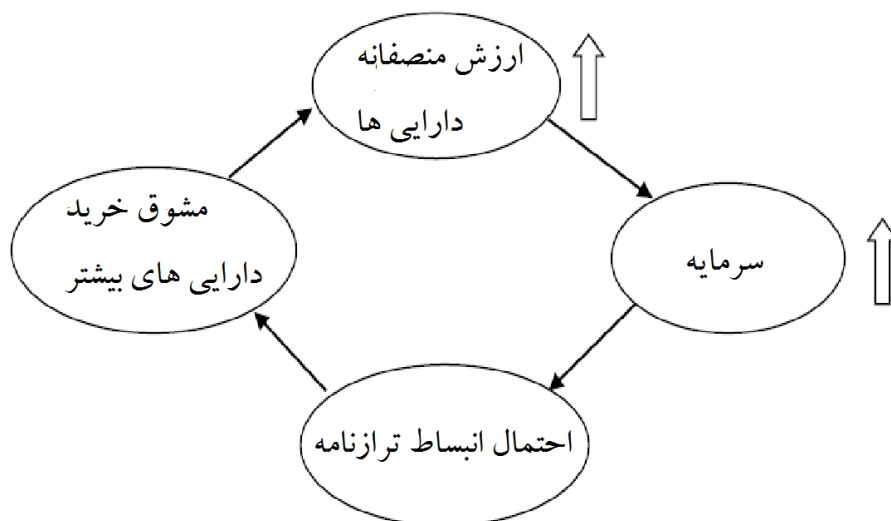 ارزش منصفانه
دارایی ها
سرمایه
احتمال انبساط ترازنامه
مشوق خرید
دارایی های بیشتر